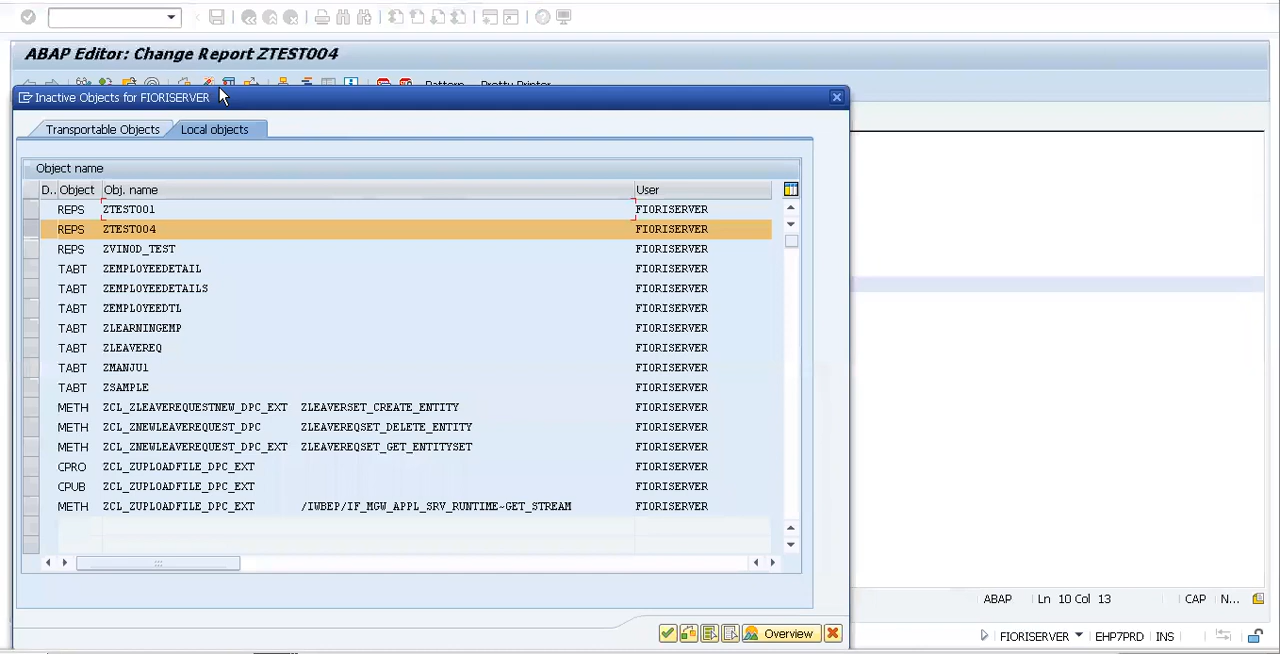 ABAP Editor: Change Report ZTEST004
Pattern Pretty Printer
Inactive Objects for FIORISERVER
Transportable Objects Local objects
Object name
D.. Object Obj. name User
REPS ZTEST001 FIORISERVER
REPS ZTEST004 FIORISERVER
REPS ZVINOD_TEST FIORISERVER
TABT ZEMPLOYEEDETAIL FIORISERVER
TABT ZEMPLOYEEDETAILS FIORISERVER
TABT ZEMPLOYEEDTL FIORISERVER
TABT ZLEARNINGEMP FIORISERVER
TABT ZLEAVEREQ FIORISERVER
TABT ZMANJU1 FIORISERVER
TABT ZSAMPLE FIORISERVER
METH ZCL_ZLEAVEREQUESTNEW_DPC_EXT ZLEAVERSET_CREATE_ENTITY FIORISERVER
METH ZCL_ZNEWLEAVEREQUEST_DPC ZLEAVEREQSET_DELETE_ENTITY FIORISERVER
METH ZCL_ZNEWLEAVEREQUEST_DPC_EXT ZLEAVEREQSET_GET_ENTITYSET FIORISERVER
CPRO ZCL_ZUPLOADFILE_DPC_EXT FIORISERVER
CPUB ZCL_ZUPLOADFILE_DPC_EXT FIORISERVER
METH ZCL_ZUPLOADFILE_DPC_EXT /IWBEP/IF_MGW_APPL_SRV_RUNTIME~GET_STREAM FIORISERVER
ABAP Ln 10 Col 13 CAP N...
Overview
FIORISERVER EHP7PRD INS